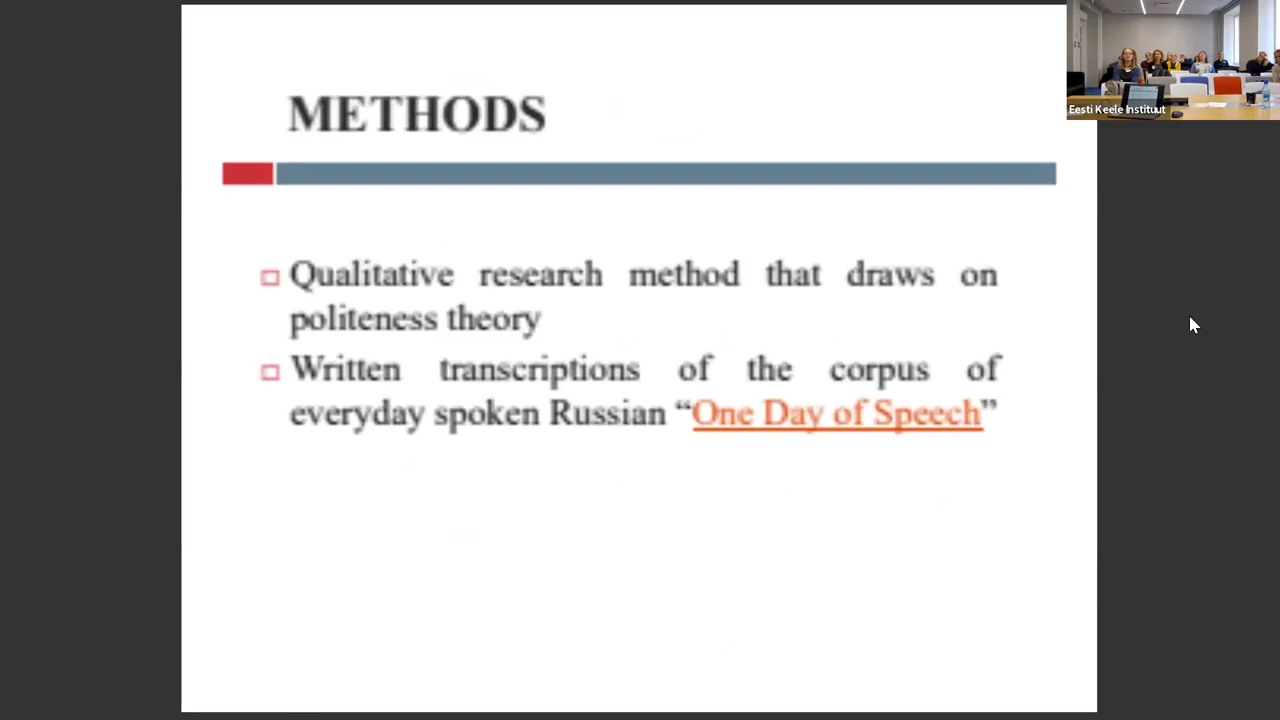 METHODS
Eesti Keele Instituut
Qualitative research method that draws on
politeness theory
Written transcriptions of the corpus of
everyday spoken Russian “One Day of Speech”